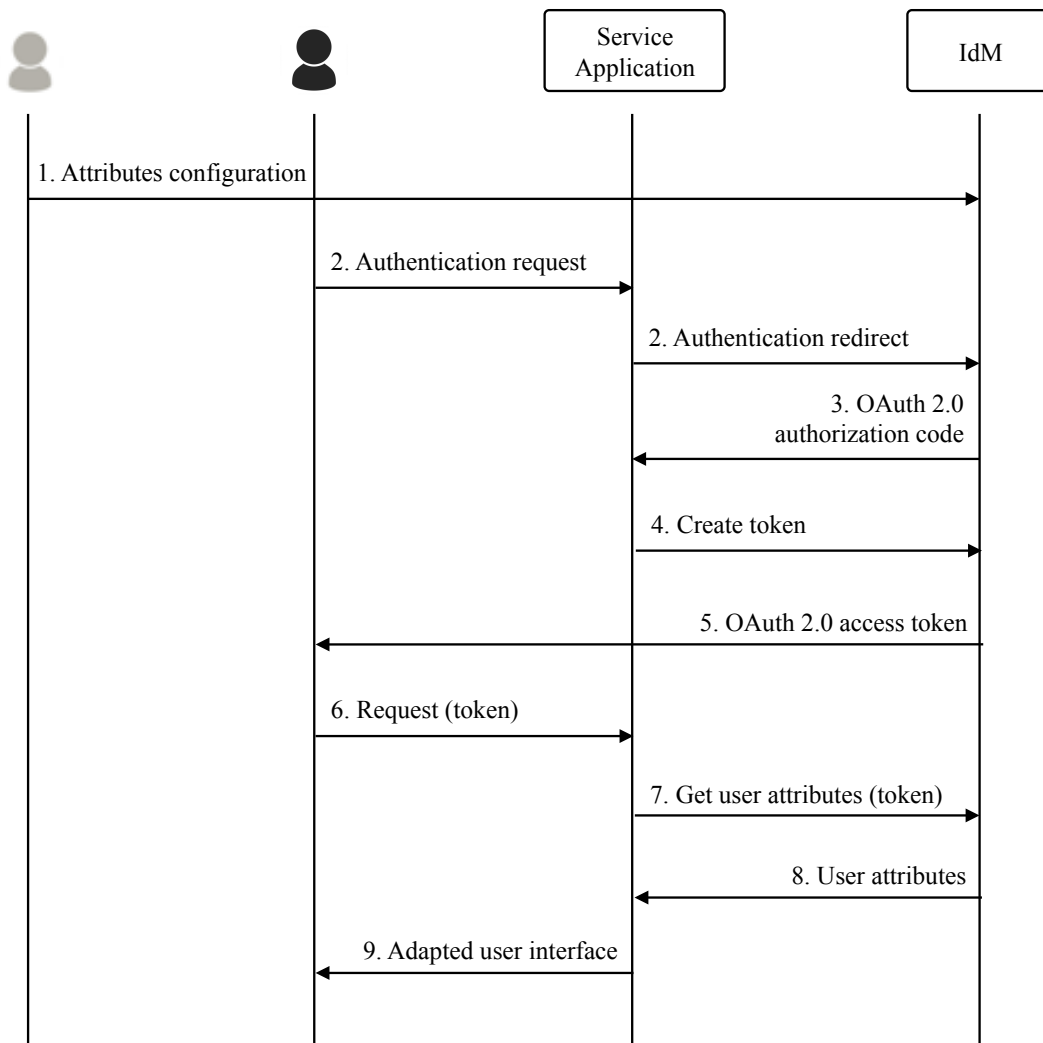 Service
Application
IdM
1. Attributes configuration
2. Authentication request
2. Authentication redirect
3. OAuth 2.0
authorization code
4. Create token
5. OAuth 2.0 access token
6. Request (token)
7. Get user attributes (token)
8. User attributes
9. Adapted user interface